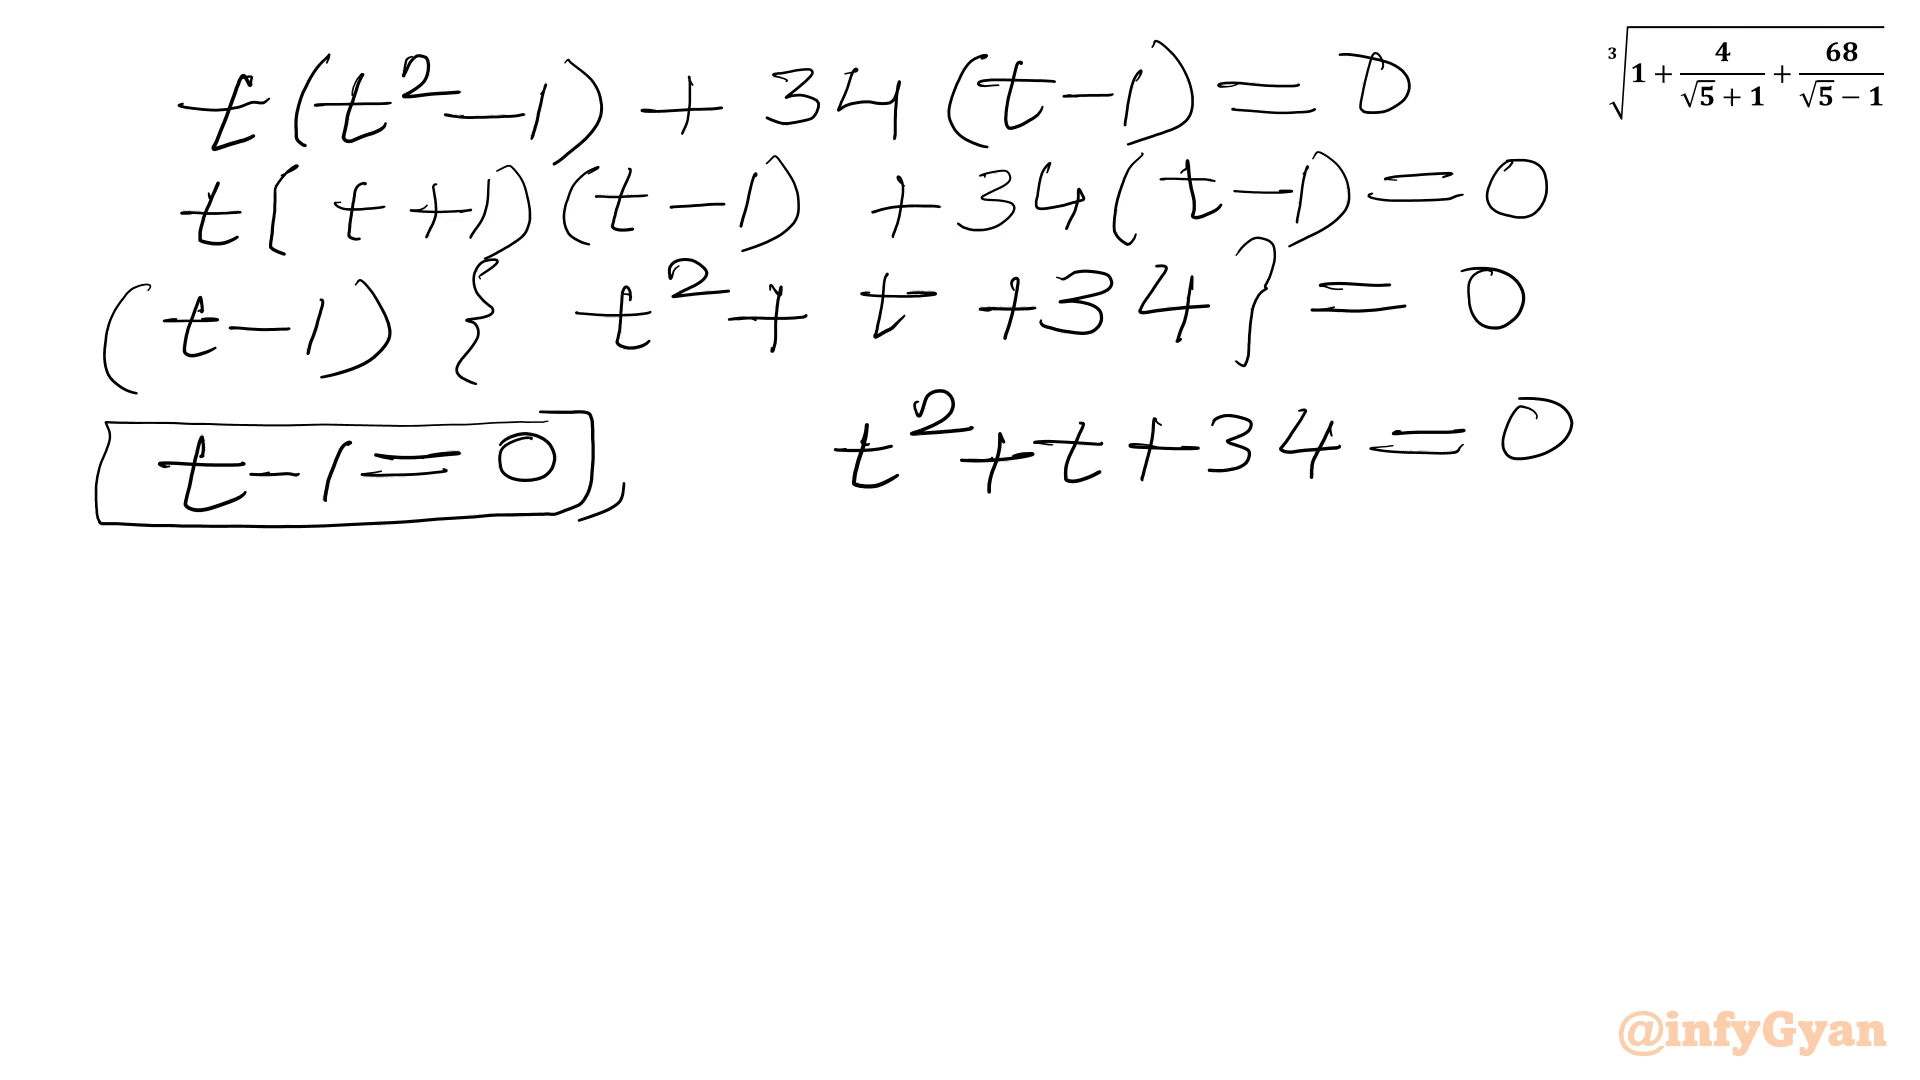 t(t²-1)+34(t-1)=0
∛(1 + 4/(√5 + 1) + 68/(√5 − 1))
t(t+1)(t-1)+34(t-1)=0
(t-1){t²+t+34}=0
t-1=0, t²+t+34=0
@infyGyan